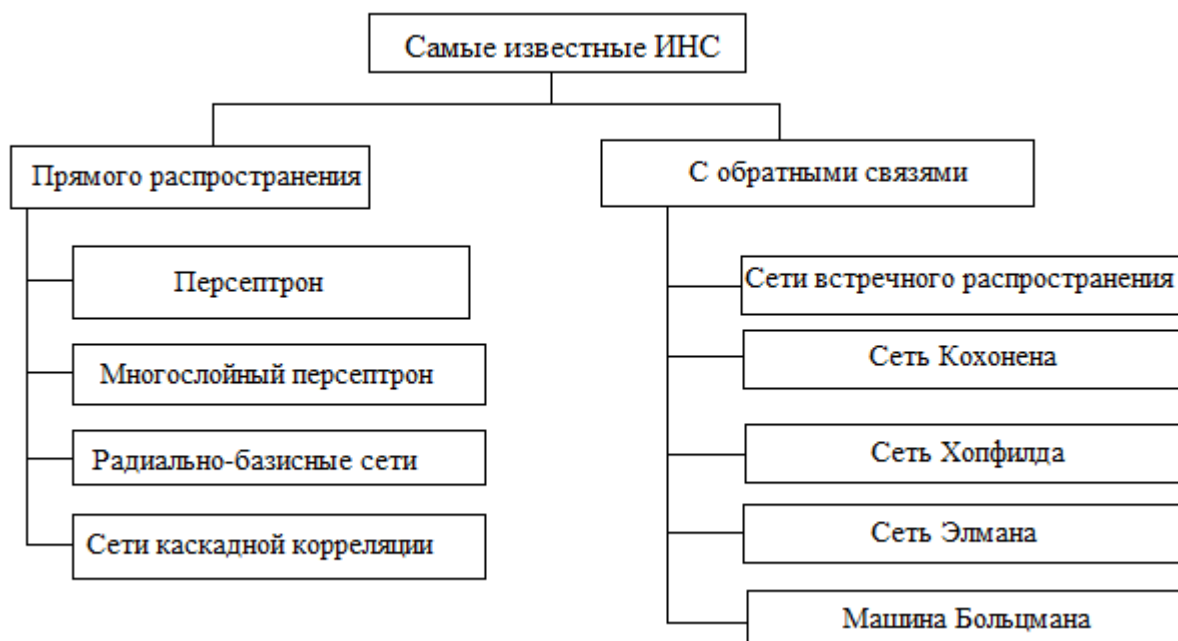 Самые известные ИНС
Прямого распространения
Персептрон
Многослойный персептрон
Радиально-базисные сети
Сети каскадной корреляции
С обратными связями
Сети встречного распространения
Сеть Кохонена
Сеть Хопфилда
Сеть Элмана
Машина Больцмана